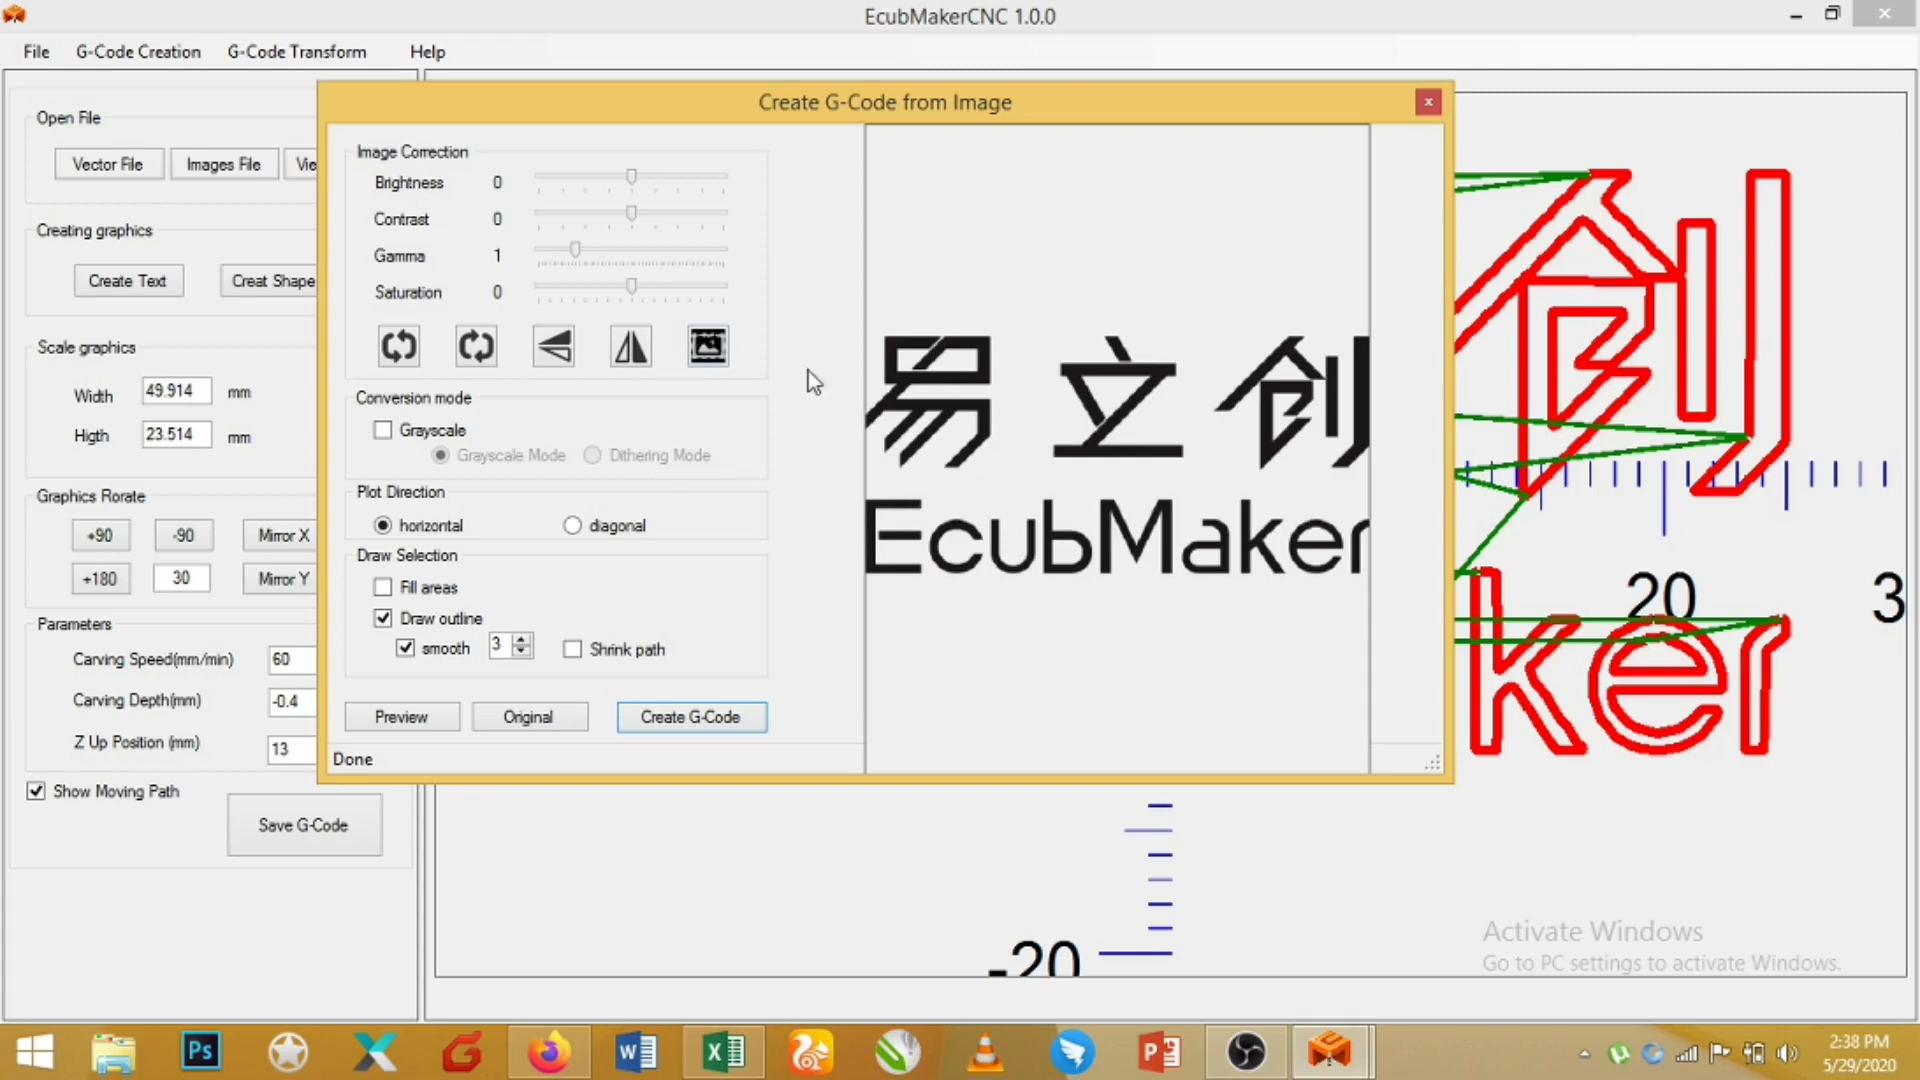 EcubMakerCNC 1.0.0
File G-Code Creation G-Code Transform Help
Create G-Code from Image
x
Open File
Vector File Images File Vie
Creating graphics
Create Text Creat Shape
Scale graphics
Width 49.914 mm
Higth 23.514 mm
Graphics Rorate
+90 -90 Mirror X
+180 30 Mirror Y
Parameters
Carving Speed(mm/min) 60
Carving Depth(mm) -0.4
Z Up Position (mm) 13
Show Moving Path
Save G-Code
Image Correction
Brightness 0
Contrast 0
Gamma 1
Saturation 0
Conversion mode
Grayscale
Grayscale Mode Dithering Mode
Plot Direction
horizontal diagonal
Draw Selection
Fill areas
Draw outline
smooth 3 Shrink path
Preview Original Create G-Code
Done
易立创
EcubMaker
创
20 3
ker
-20
Activate Windows
Go to PC settings to activate Windows.
Ps W X P
2:38 PM
5/29/2020